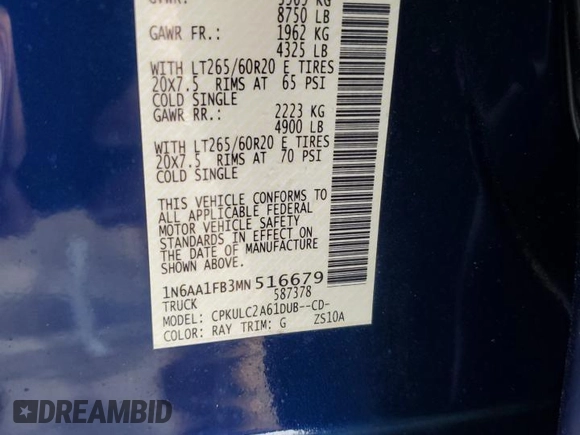 8750 LB
GAWR FR.: 1962 KG
4325 LB
WITH LT265/60R20 E TIRES
20X7.5 RIMS AT 65 PSI
COLD SINGLE
GAWR RR.: 2223 KG
4900 LB
WITH LT265/60R20 E TIRES
20X7.5 RIMS AT 70 PSI
COLD SINGLE
THIS VEHICLE CONFORMS TO
ALL APPLICABLE FEDERAL
MOTOR VEHICLE SAFETY
STANDARDS IN EFFECT ON
THE DATE OF MANUFACTURE
SHOWN ABOVE.
1N6AA1FB3MN516679
TRUCK 587378
MODEL: CPKULC2A61DUB--CD-
COLOR: RAY TRIM: G ZS10A
DREAMBID